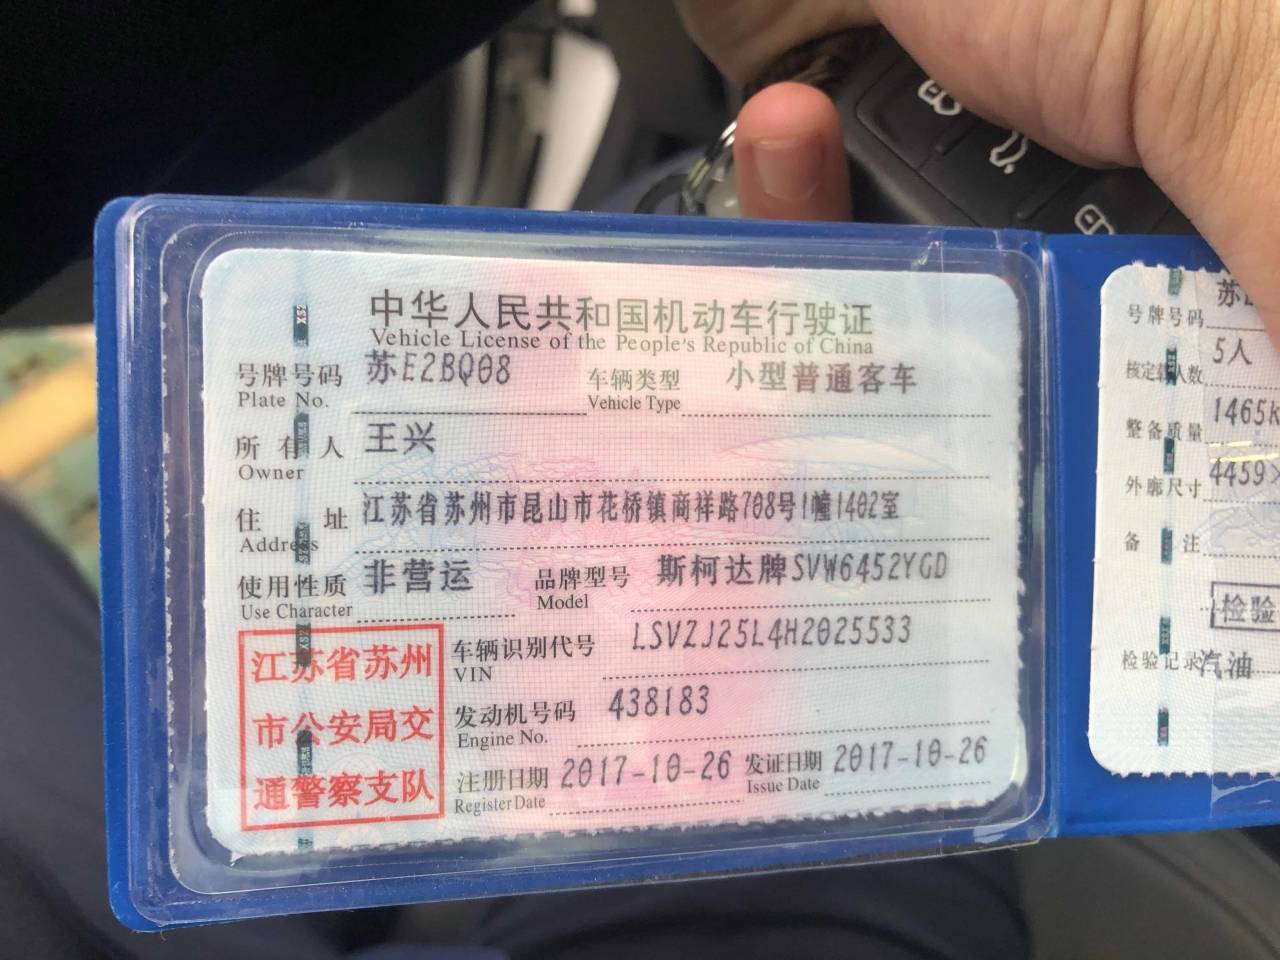 中华人民共和国机动车行驶证
Vehicle License of the People's Republic of China
号牌号码 苏E2BQ08 车辆类型 小型普通客车
Plate No. Vehicle Type
所有人 王兴
Owner
住址 江苏省苏州市昆山市花桥镇商祥路708号1幢1402室
Address
使用性质 非营运 品牌型号 斯柯达牌SVW6452YGD
Use Character Model
江苏省苏州
市公安局交
通警察支队
车辆识别代号 LSVZJ25L4H2025533
VIN
发动机号码 438183
Engine No.
注册日期 2017-10-26 发证日期 2017-10-26
Register Date Issue Date
号牌号码 苏
核定载人数 5人
整备质量 1465K
外廓尺寸 4459×
备注
检验
检验记录 汽油